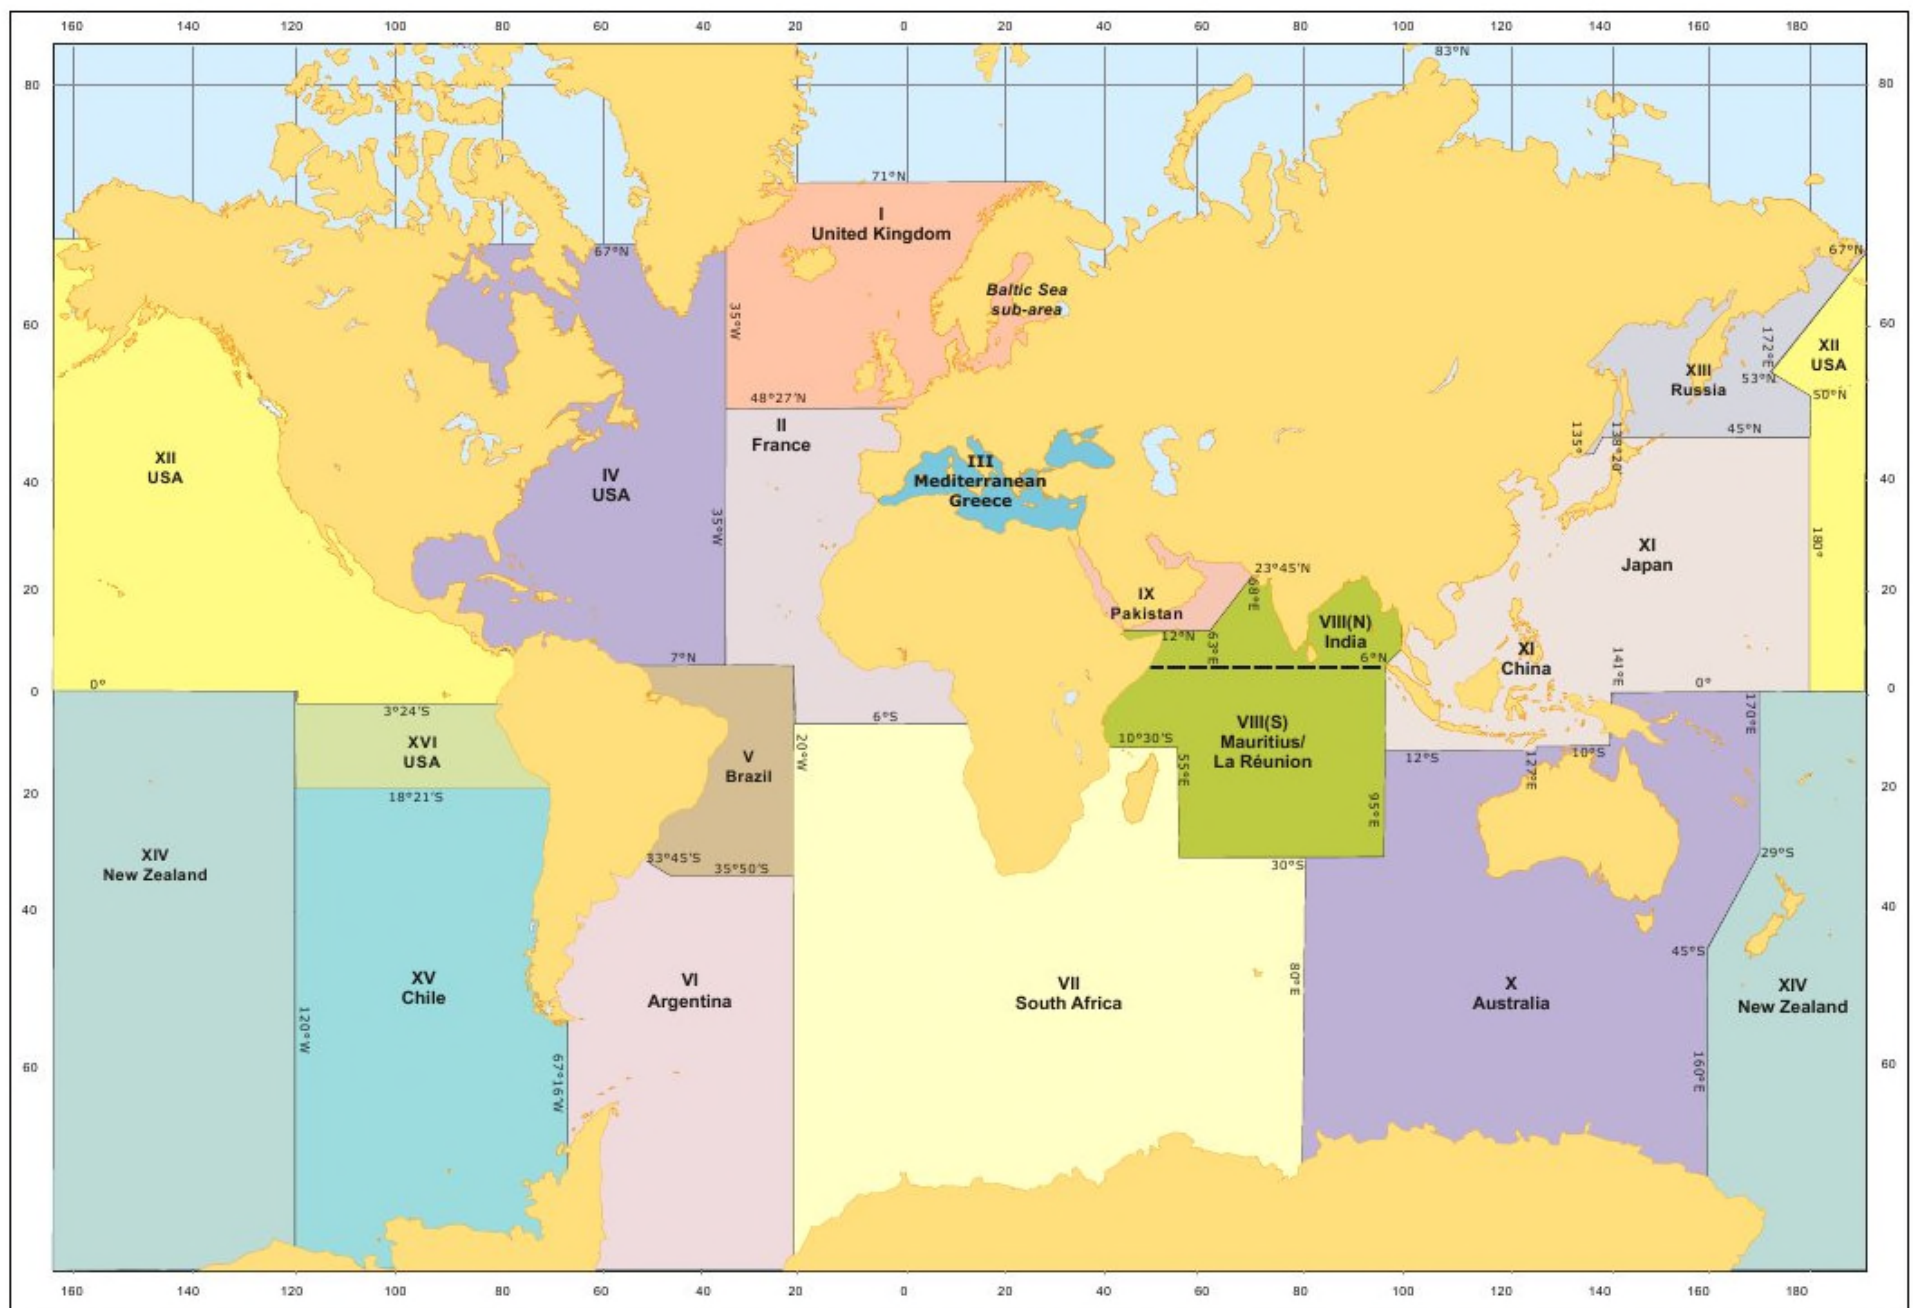 160 140 120 100 80 60 40 20 0 20 40 60 80 100 120 140 160 180
83°N
80 80
71°N
I
United Kingdom
67°N
67°N
Baltic Sea
sub-area
35°W
60 60
172°E
XII
USA
XIII
Russia
53°N
50°N
48°27'N
II
France
135°
138°20'
45°N
XII
USA
IV
USA
III
Mediterranean
Greece
40 40
35°W
180°
XI
Japan
23°45'N
68°E
20 20
IX
Pakistan
VIII(N)
India
12°N
63°E
6°N
XI
China
141°E
7°N
0 0
0°
0°
170°E
3°24'S
6°S
XVI
USA
V
Brazil
20°W
VIII(S)
Mauritius/
La Réunion
10°30'S
55°E
12°S
127°E
10°S
20 20
18°21'S
95°E
XIV
New Zealand
33°45'S
35°50'S
30°S
29°S
40 40
45°S
XV
Chile
VI
Argentina
VII
South Africa
80°E
X
Australia
XIV
New Zealand
120°W
67°16'W
160°E
60 60
160 140 120 100 80 60 40 20 0 20 40 60 80 100 120 140 160 180